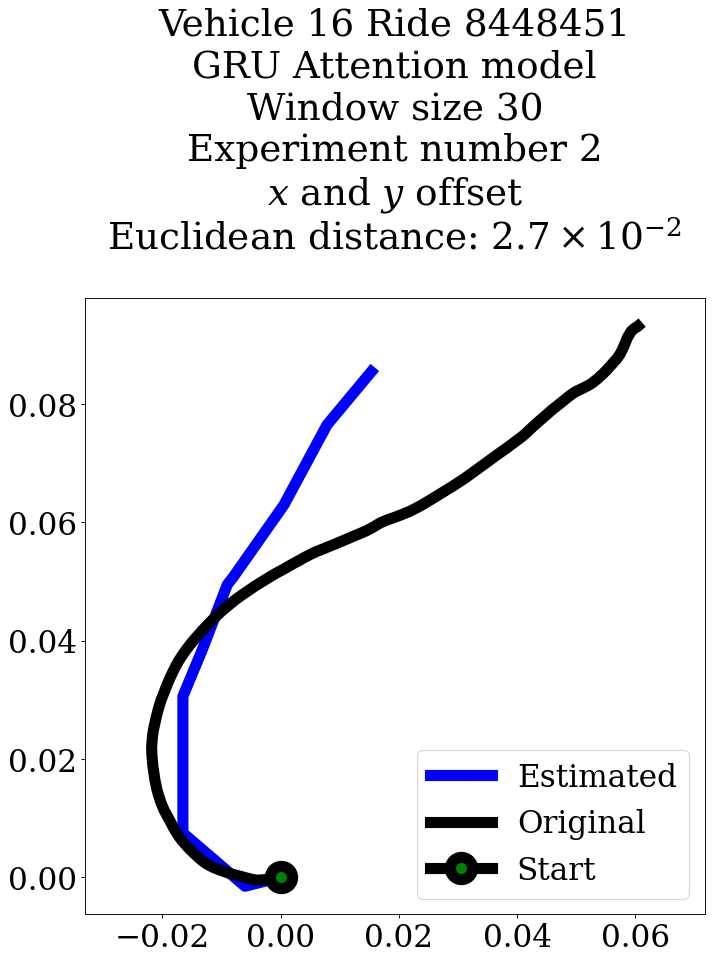 Vehicle 16 Ride 8448451
GRU Attention model
Window size 30
Experiment number 2
x and y offset
Euclidean distance: 2.7 × 10⁻²
0.08
0.06
0.04
0.02
0.00
Estimated
Original
Start
−0.02 0.00 0.02 0.04 0.06